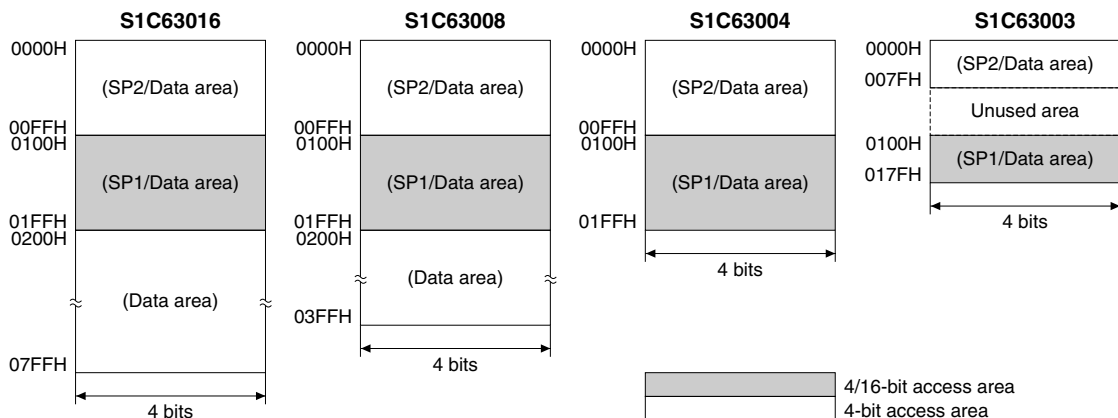 S1C63016
0000H
(SP2/Data area)
00FFH
0100H
(SP1/Data area)
01FFH
0200H
(Data area)
07FFH
4 bits
S1C63008
0000H
(SP2/Data area)
00FFH
0100H
(SP1/Data area)
01FFH
0200H
(Data area)
03FFH
4 bits
S1C63004
0000H
(SP2/Data area)
00FFH
0100H
(SP1/Data area)
01FFH
4 bits
S1C63003
0000H
(SP2/Data area)
007FH
Unused area
0100H
(SP1/Data area)
017FH
4 bits
4/16-bit access area
4-bit access area